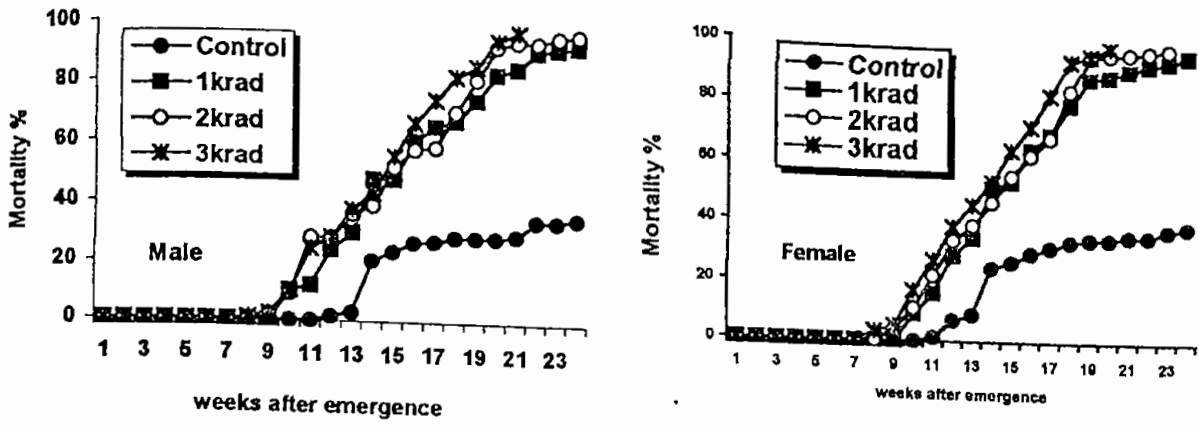 100
80
60
40
20
0
Mortality %
Control
1krad
2krad
3krad
Male
1 3 5 7 9 11 13 15 17 19 21 23
weeks after emergence
100
80
60
40
20
0
Mortality %
Control
1krad
2krad
3krad
Female
1 3 5 7 9 11 13 15 17 19 21 23
weeks after emergence